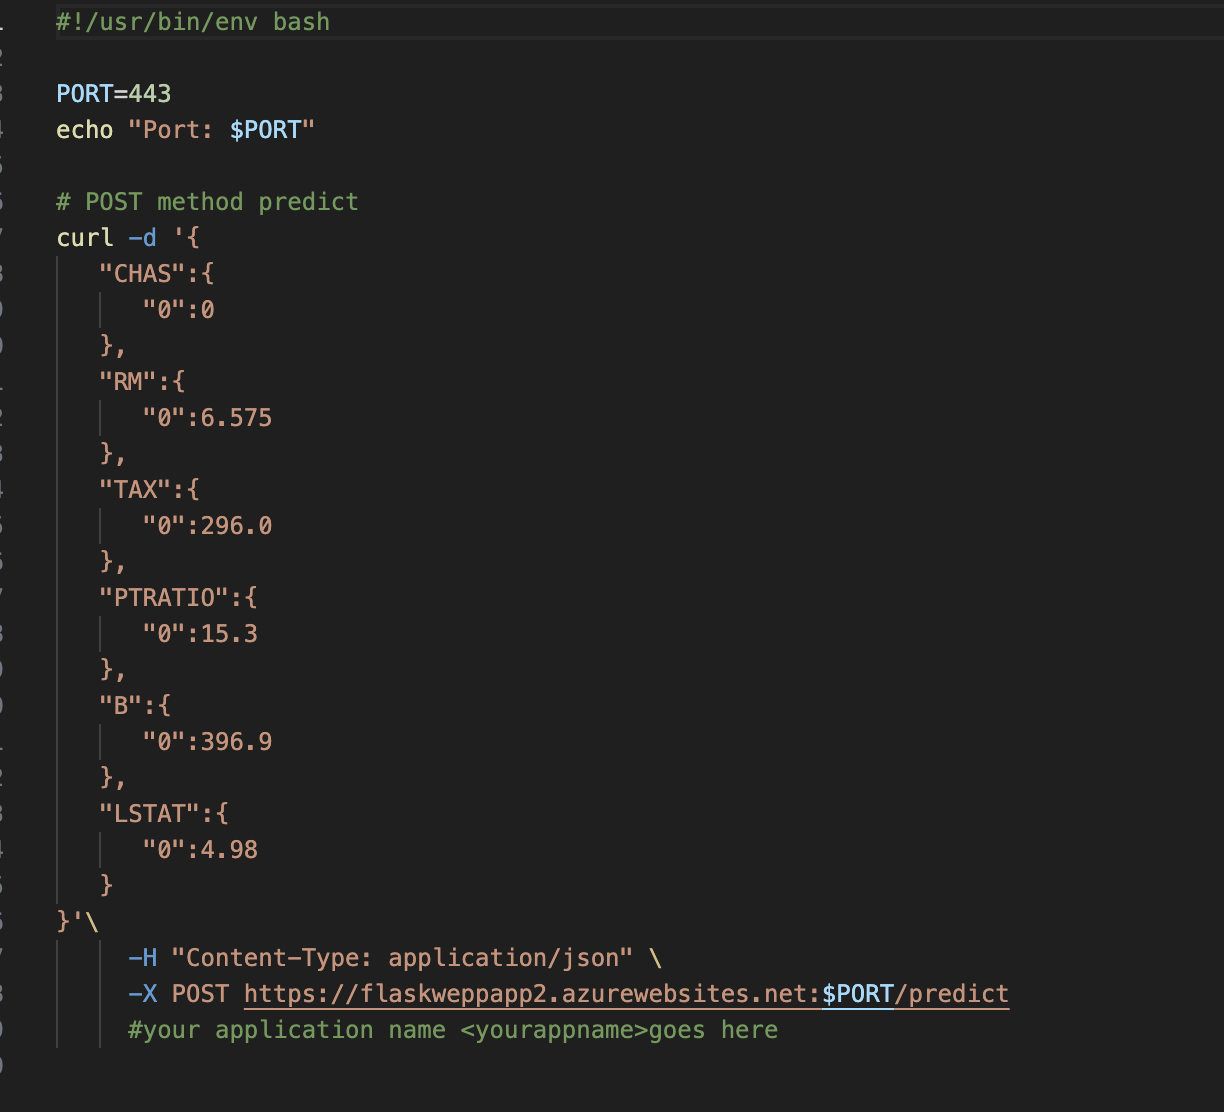 #!/usr/bin/env bash
PORT=443
echo "Port: $PORT"
# POST method predict
curl -d '{
"CHAS":{
"0":0
},
"RM":{
"0":6.575
},
"TAX":{
"0":296.0
},
"PTRATIO":{
"0":15.3
},
"B":{
"0":396.9
},
"LSTAT":{
"0":4.98
}
}'\
-H "Content-Type: application/json" \
-X POST https://flaskweppapp2.azurewebsites.net:$PORT/predict
#your application name <yourappname>goes here